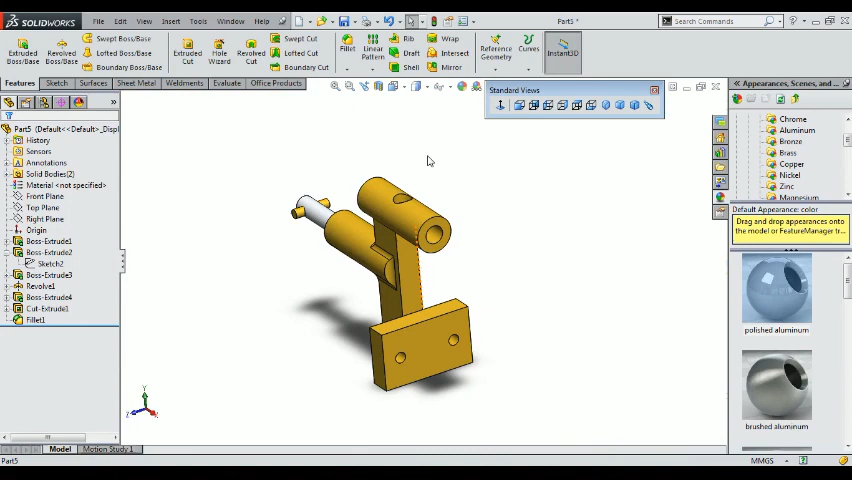 SOLIDWORKS File Edit View Insert Tools Window Help Part5 * Search Commands
Extruded Boss/Base
Revolved Boss/Base
Swept Boss/Base
Lofted Boss/Base
Boundary Boss/Base
Extruded Cut
Hole Wizard
Revolved Cut
Swept Cut
Lofted Cut
Boundary Cut
Fillet
Linear Pattern
Rib
Draft
Shell
Wrap
Intersect
Mirror
Reference Geometry
Curves
Instant3D
Features Sketch Surfaces Sheet Metal Weldments Evaluate Office Products
Standard Views
Appearances, Scenes, and...
Part5 (Default<<Default>_Displ
History
Sensors
Annotations
Solid Bodies(2)
Material <not specified>
Front Plane
Top Plane
Right Plane
Origin
Boss-Extrude1
Boss-Extrude2
Sketch2
Boss-Extrude3
Revolve1
Boss-Extrude4
Cut-Extrude1
Fillet1
Chrome
Aluminum
Bronze
Brass
Copper
Nickel
Zinc
Magnesium
Default Appearance: color
Drag and drop appearances onto
the model or FeatureManager tr...
polished aluminum
brushed aluminum
Y
Z
X
Model Motion Study 1
Part5 MMGS